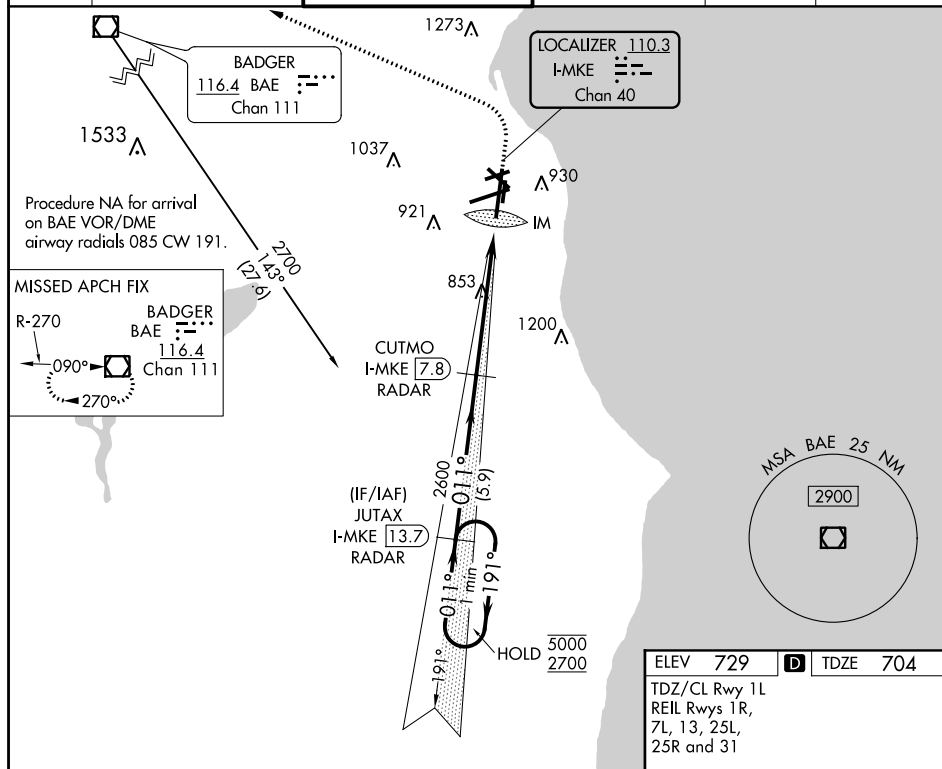 1273
BADGER
116.4 BAE
Chan 111
LOCALIZER 110.3
I-MKE
Chan 40
1533
1037
930
921
IM
Procedure NA for arrival
on BAE VOR/DME
airway radials 085 CW 191.
2700
143°
(27.6)
MISSED APCH FIX
R-270
BADGER
BAE
116.4
Chan 111
090°
270°
853
1200
CUTMO
I-MKE 7.8
RADAR
2600
011°
(5.9)
(IF/IAF)
JUTAX
I-MKE 13.7
RADAR
011°
1 min
191°
HOLD 5000
2700
191°
MSA BAE 25 NM
2900
ELEV 729 D TDZE 704
TDZ/CL Rwy 1L
REIL Rwys 1R,
7L, 13, 25L,
25R and 31